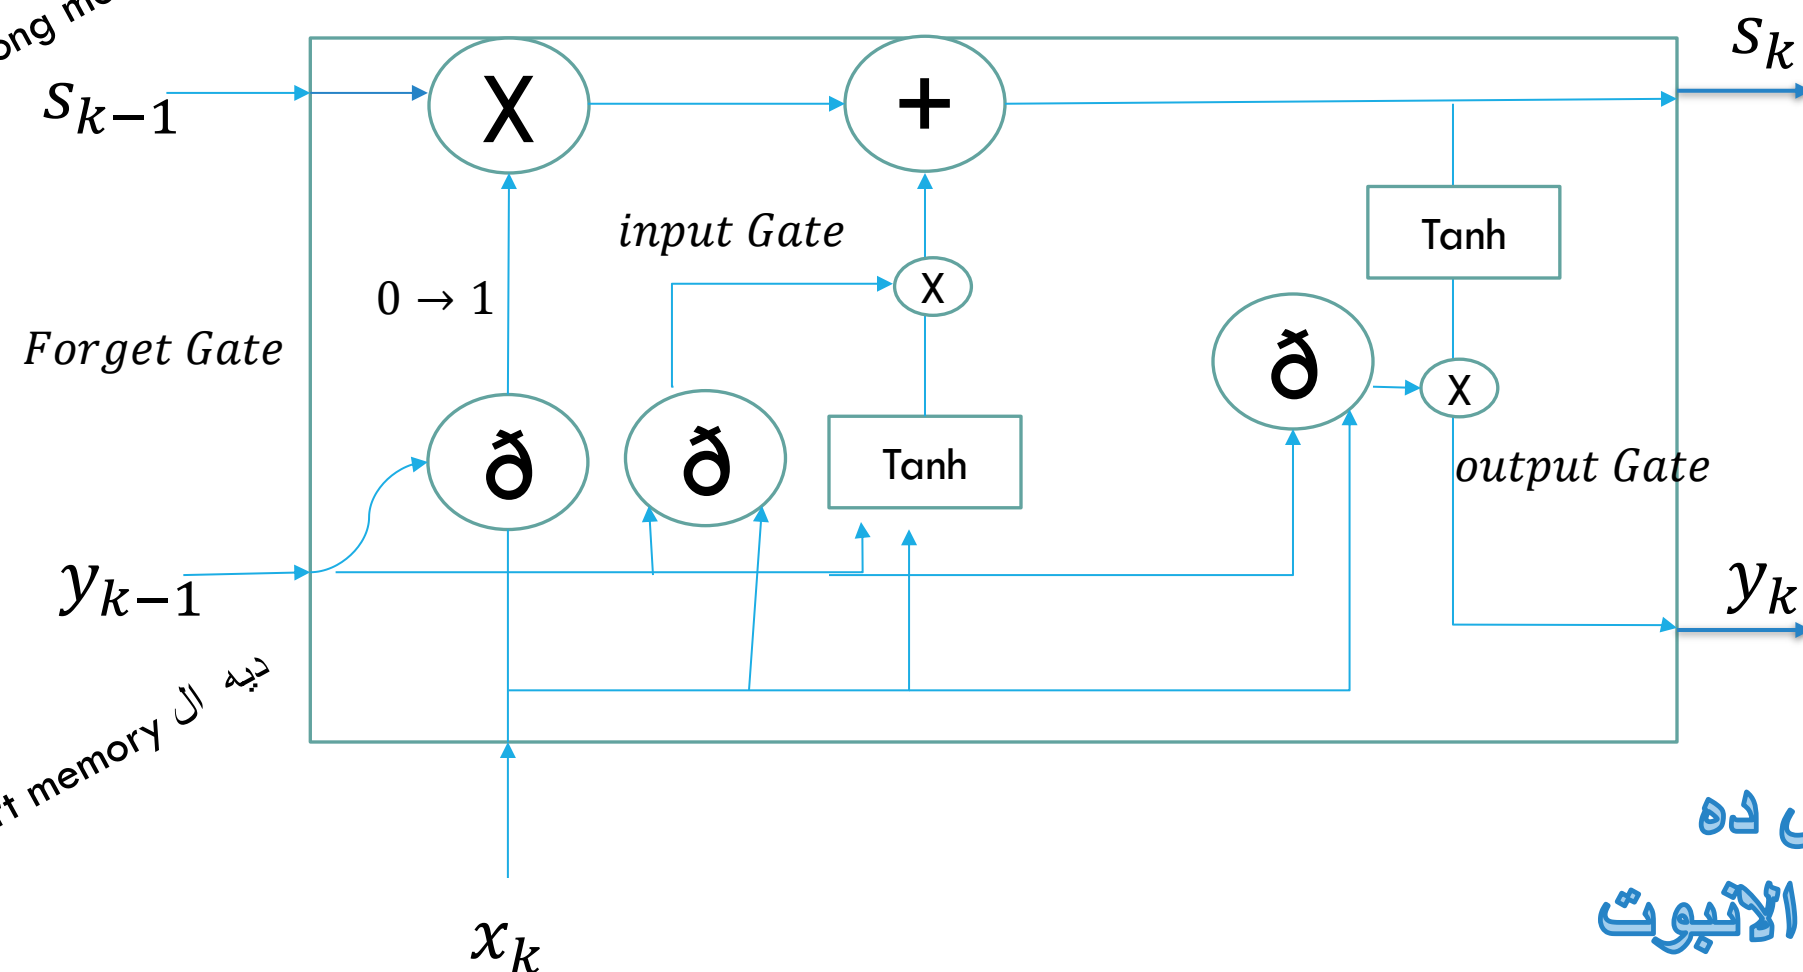 ong
s_{k-1}
X
+
s_k
input Gate
0 → 1
X
Tanh
Forget Gate
ð
ð
Tanh
ð
X
output Gate
y_{k-1}
y_k
ديه ال memory
x_k
ده
الانبوت